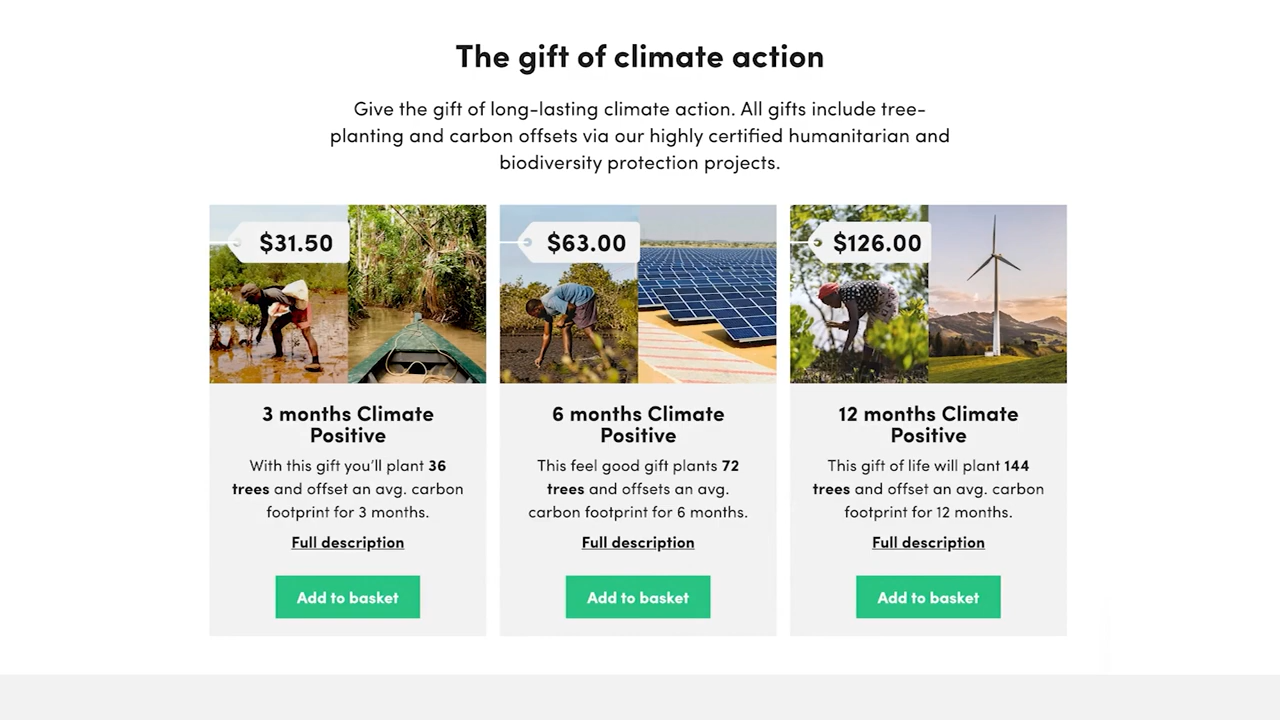 The gift of climate action
Give the gift of long-lasting climate action. All gifts include tree-
planting and carbon offsets via our highly certified humanitarian and
biodiversity protection projects.
$31.50
3 months Climate
Positive
With this gift you'll plant 36
trees and offset an avg. carbon
footprint for 3 months.
Full description
Add to basket
$63.00
6 months Climate
Positive
This feel good gift plants 72
trees and offsets an avg.
carbon footprint for 6 months.
Full description
Add to basket
$126.00
12 months Climate
Positive
This gift of life will plant 144
trees and offset an avg. carbon
footprint for 12 months.
Full description
Add to basket